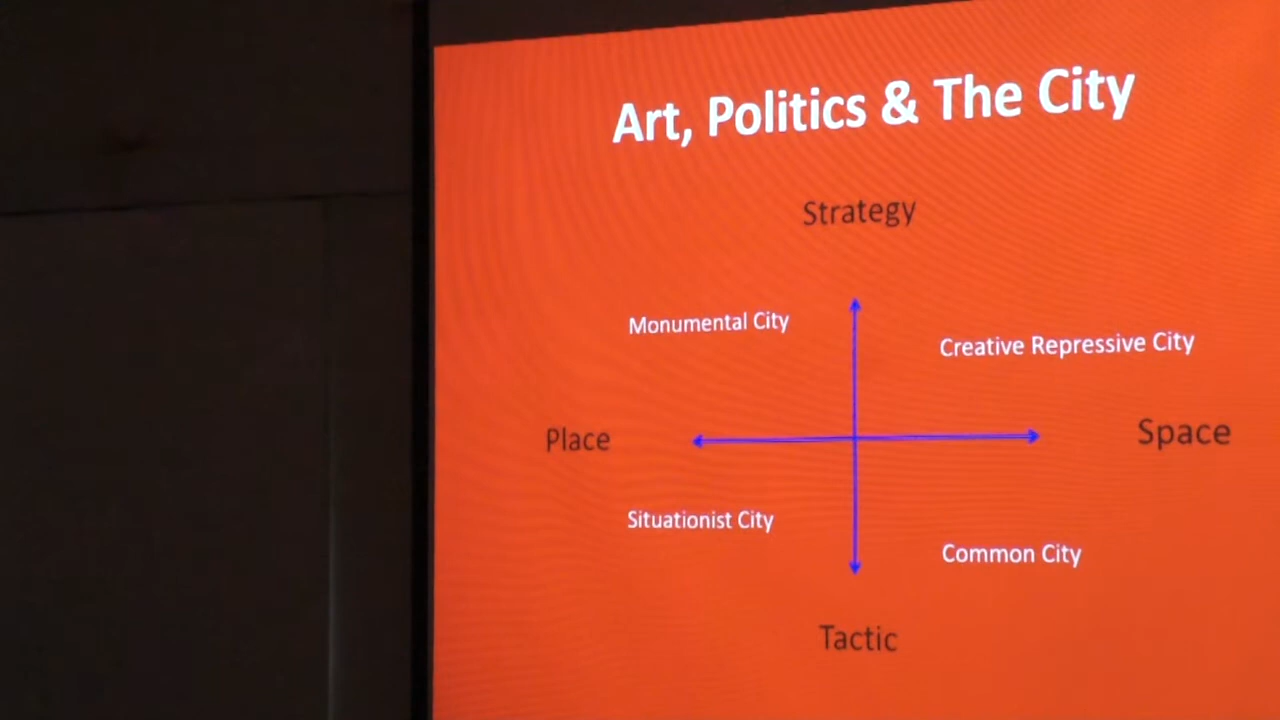 Art, Politics & The City
Strategy
Monumental City
Creative Repressive City
Place
Space
Situationist City
Common City
Tactic